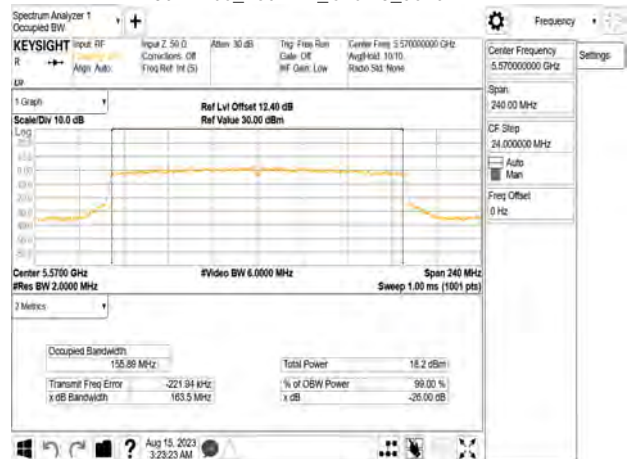 Spectrum Analyzer 1
Occupied BW
Frequency
KEYSIGHT Input: RF
Input Z: 50 Ω
Atten: 30 dB
Trig: Free Run
Center Freq: 5.570000000 GHz
R
Corrections: Off
Gate: Off
Avg|Hold: 10/10
Align: Auto
Freq Ref: Int (S)
#IF Gain: Low
Radio Std: None
Center Frequency
5.570000000 GHz
Settings
Span
240.00 MHz
CF Step
24.000000 MHz
Auto
Man
Freq Offset
0 Hz
1 Graph
Ref Lvl Offset 12.40 dB
Scale/Div 10.0 dB
Ref Value 30.00 dBm
Log
Center 5.5700 GHz
#Video BW 6.0000 MHz
Span 240 MHz
#Res BW 2.0000 MHz
Sweep 1.00 ms (1001 pts)
2 Metrics
Occupied Bandwidth
155.89 MHz
Total Power
18.2 dBm
Transmit Freq Error
-221.94 kHz
% of OBW Power
99.00 %
x dB Bandwidth
163.5 MHz
x dB
-26.00 dB
Aug 15, 2023
3:23:23 AM